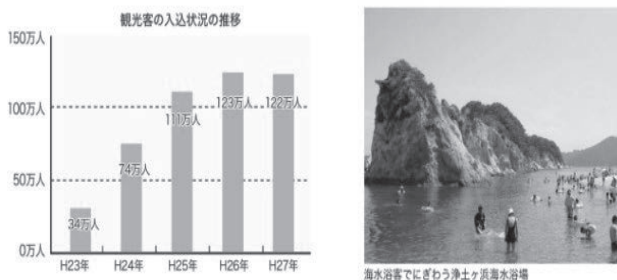 観光客の入込状況の推移
150万人
100万人
50万人
0万人
34万人
74万人
111万人
123万人
122万人
H23年 H24年 H25年 H26年 H27年
海水浴客でにぎわう浄土ヶ浜海水浴場